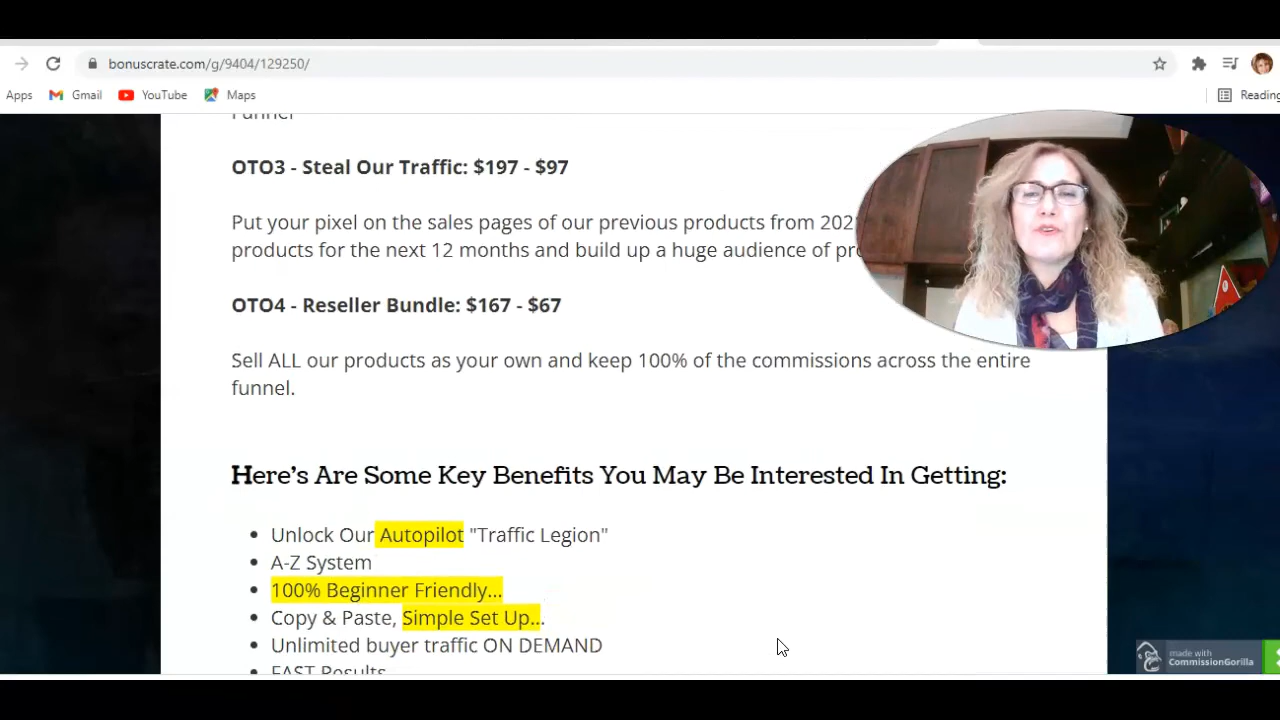 bonuscrate.com/g/9404/129250/
Apps Gmail YouTube Maps Reading
Funnel
OTO3 - Steal Our Traffic: $197 - $97
Put your pixel on the sales pages of our previous products from 202
products for the next 12 months and build up a huge audience of
OTO4 - Reseller Bundle: $167 - $67
Sell ALL our products as your own and keep 100% of the commissions across the entire
funnel.
Here's Are Some Key Benefits You May Be Interested In Getting:
Unlock Our Autopilot "Traffic Legion"
A-Z System
100% Beginner Friendly...
Copy & Paste, Simple Set Up...
Unlimited buyer traffic ON DEMAND
FAST Results
made with
CommissionGorilla